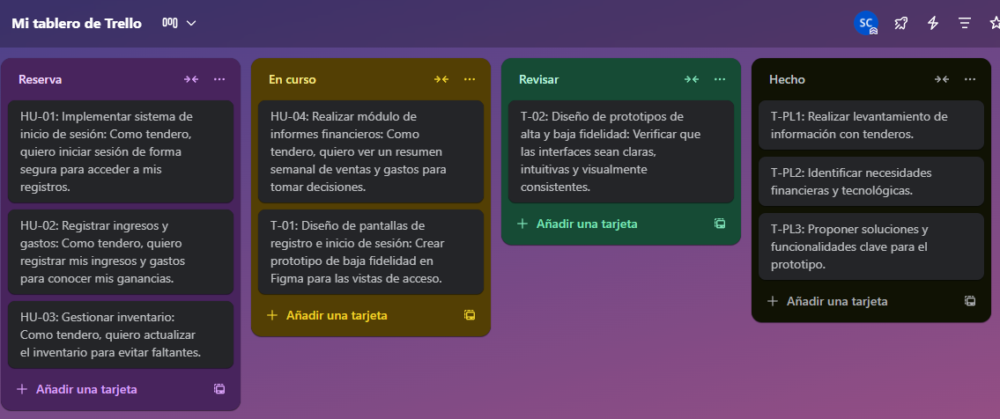 Mi tablero de Trello
SC
Reserva
HU-01: Implementar sistema de
inicio de sesión: Como tendero,
quiero iniciar sesión de forma
segura para acceder a mis
registros.
HU-02: Registrar ingresos y
gastos: Como tendero, quiero
registrar mis ingresos y gastos
para conocer mis ganancias.
HU-03: Gestionar inventario:
Como tendero, quiero actualizar
el inventario para evitar faltantes.
Añadir una tarjeta
En curso
HU-04: Realizar módulo de
informes financieros: Como
tendero, quiero ver un resumen
semanal de ventas y gastos para
tomar decisiones.
T-01: Diseño de pantallas de
registro e inicio de sesión: Crear
prototipo de baja fidelidad en
Figma para las vistas de acceso.
Añadir una tarjeta
Revisar
T-02: Diseño de prototipos de
alta y baja fidelidad: Verificar que
las interfaces sean claras,
intuitivas y visualmente
consistentes.
Añadir una tarjeta
Hecho
T-PL1: Realizar levantamiento de
información con tenderos.
T-PL2: Identificar necesidades
financieras y tecnológicas.
T-PL3: Proponer soluciones y
funcionalidades clave para el
prototipo.
Añadir una tarjeta